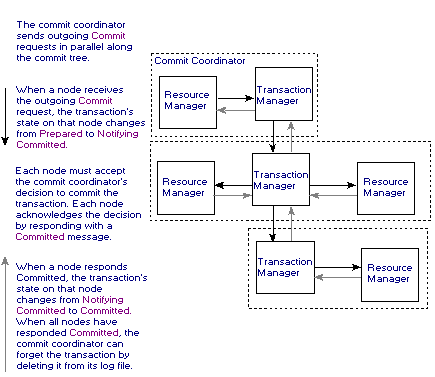 The commit coordinator
sends outgoing Commit
requests in parallel along
the commit tree.
When a node receives
the outgoing Commit
request, the transaction's
state on that node changes
from Prepared to Notifying
Committed.
Each node must accept
the commit coordinator's
decision to commit the
transaction. Each node
acknowledges the decision
by responding with a
Committed message.
When a node responds
Committed, the transaction's
state on that node
changes from Notifying
Committed to Committed.
When all nodes have
responded Committed, the
commit coordinator can
forget the transaction by
deleting it from its log file.
Commit Coordinator
Resource
Manager
Transaction
Manager
Resource
Manager
Transaction
Manager
Resource
Manager
Transaction
Manager
Resource
Manager